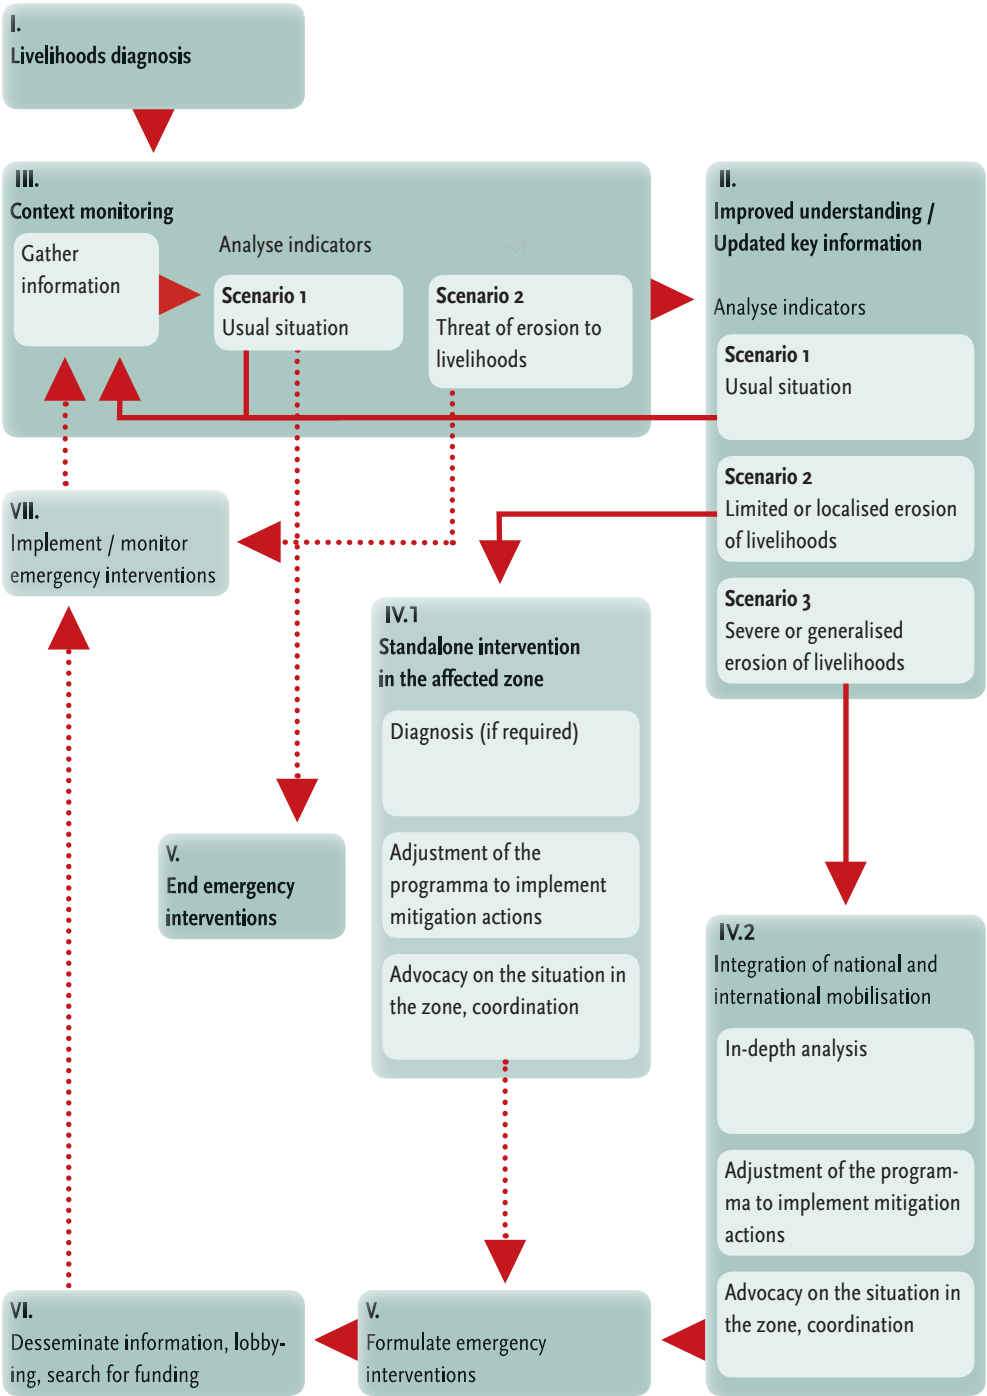 I.
Livelihoods diagnosis
III.
Context monitoring
Gather
information
Analyse indicators
Scenario 1
Usual situation
Scenario 2
Threat of erosion to
livelihoods
II.
Improved understanding /
Updated key information
Analyse indicators
Scenario 1
Usual situation
Scenario 2
Limited or localised erosion
of livelihoods
Scenario 3
Severe or generalised
erosion of livelihoods
VII.
Implement / monitor
emergency interventions
IV.1
Standalone intervention
in the affected zone
Diagnosis (if required)
Adjustment of the
programma to implement
mitigation actions
Advocacy on the situation in
the zone, coordination
V.
End emergency
interventions
IV.2
Integration of national and
international mobilisation
In-depth analysis
Adjustment of the program-
ma to implement mitigation
actions
Advocacy on the situation in
the zone, coordination
VI.
Desseminate information, lobby-
ing, search for funding
V.
Formulate emergency
interventions